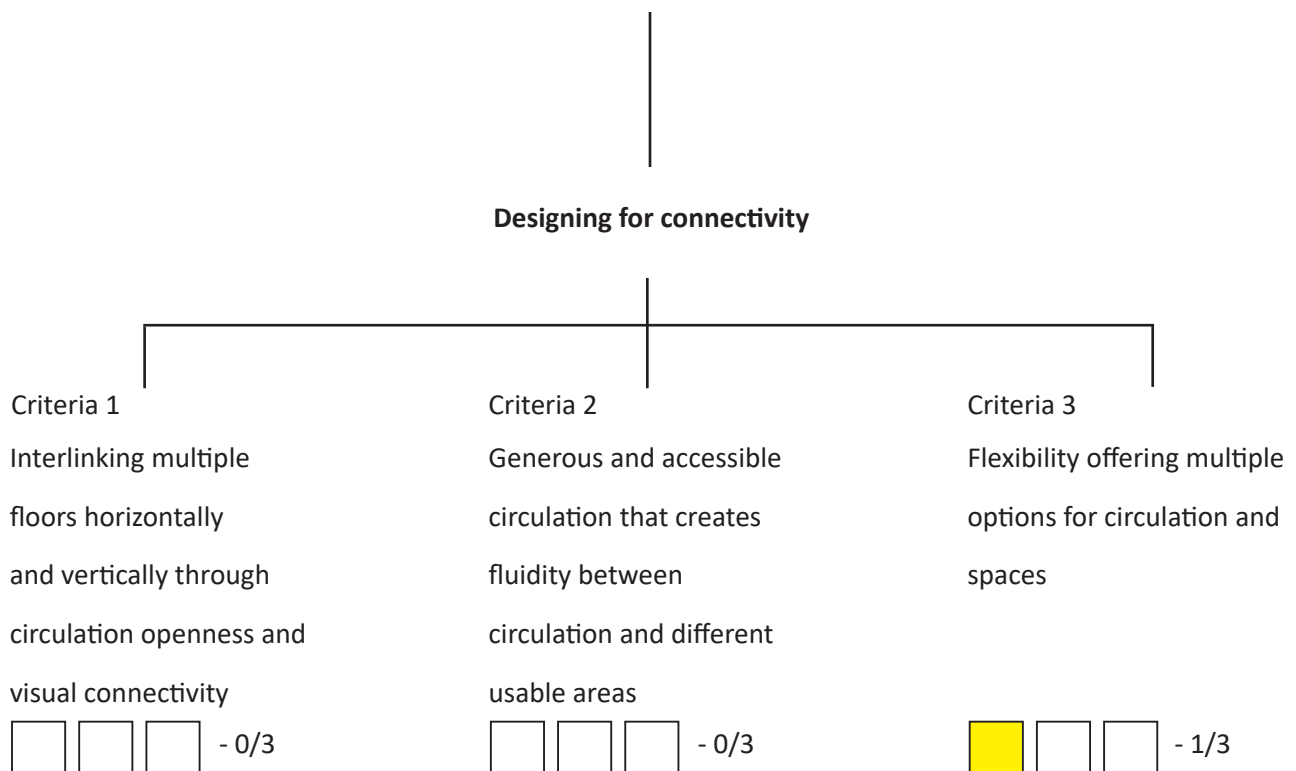 Designing for connectivity
Criteria 1
Interlinking multiple
floors horizontally
and vertically through
circulation openness and
visual connectivity
- 0/3
Criteria 2
Generous and accessible
circulation that creates
fluidity between
circulation and different
usable areas
- 0/3
Criteria 3
Flexibility offering multiple
options for circulation and
spaces
- 1/3